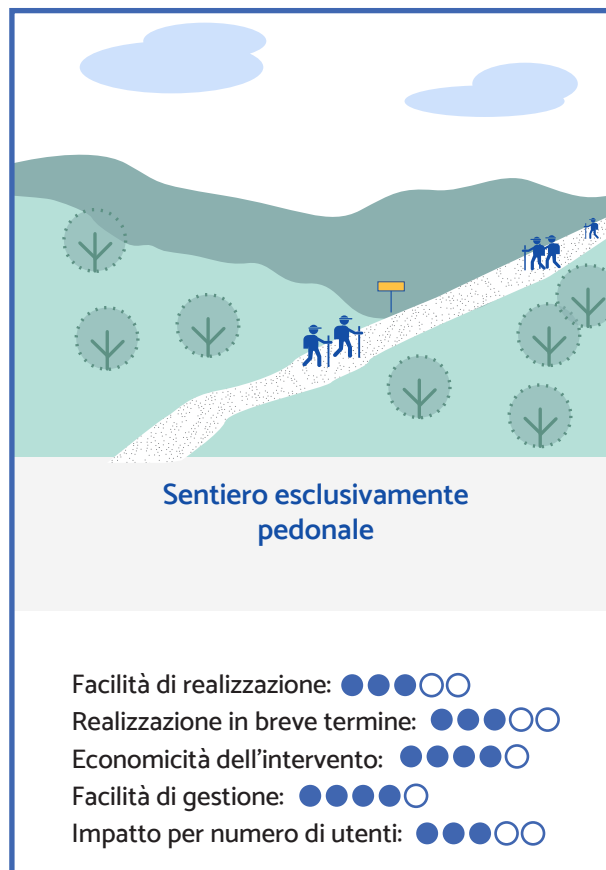 Sentiero esclusivamente
pedonale
Facilità di realizzazione:
Realizzazione in breve termine:
Economicità dell'intervento:
Facilità di gestione:
Impatto per numero di utenti: